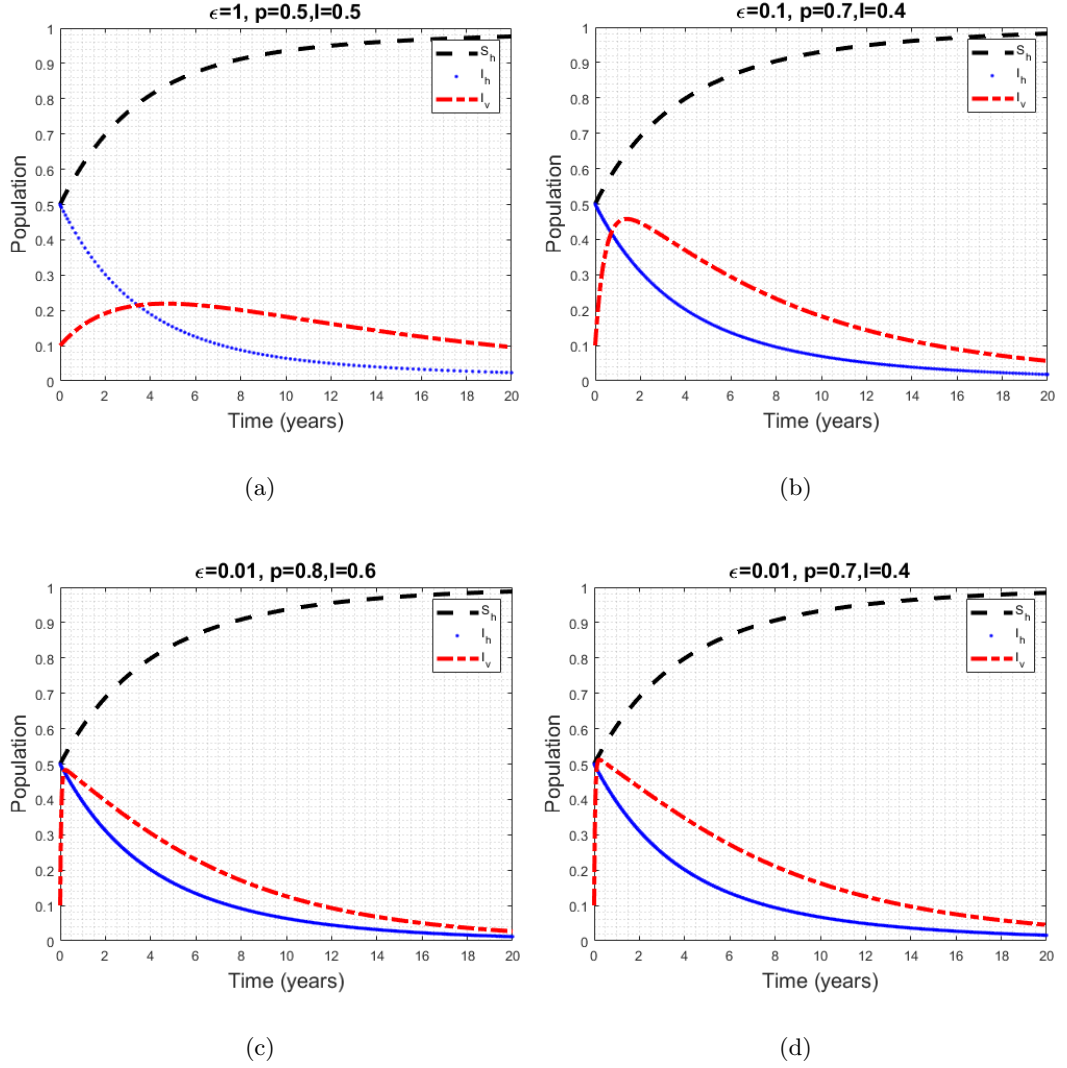 ϵ=1, p=0.5,l=0.5
1
0.9
0.8
0.7
0.6
0.5
0.4
0.3
0.2
0.1
0
Population
S_h
I_h
I_v
0 2 4 6 8 10 12 14 16 18 20
Time (years)
(a)
ϵ=0.1, p=0.7,l=0.4
1
0.9
0.8
0.7
0.6
0.5
0.4
0.3
0.2
0.1
0
Population
S_h
I_h
I_v
0 2 4 6 8 10 12 14 16 18 20
Time (years)
(b)
ϵ=0.01, p=0.8,l=0.6
1
0.9
0.8
0.7
0.6
0.5
0.4
0.3
0.2
0.1
0
Population
S_h
I_h
I_v
0 2 4 6 8 10 12 14 16 18 20
Time (years)
(c)
ϵ=0.01, p=0.7,l=0.4
1
0.9
0.8
0.7
0.6
0.5
0.4
0.3
0.2
0.1
0
Population
S_h
I_h
I_v
0 2 4 6 8 10 12 14 16 18 20
Time (years)
(d)